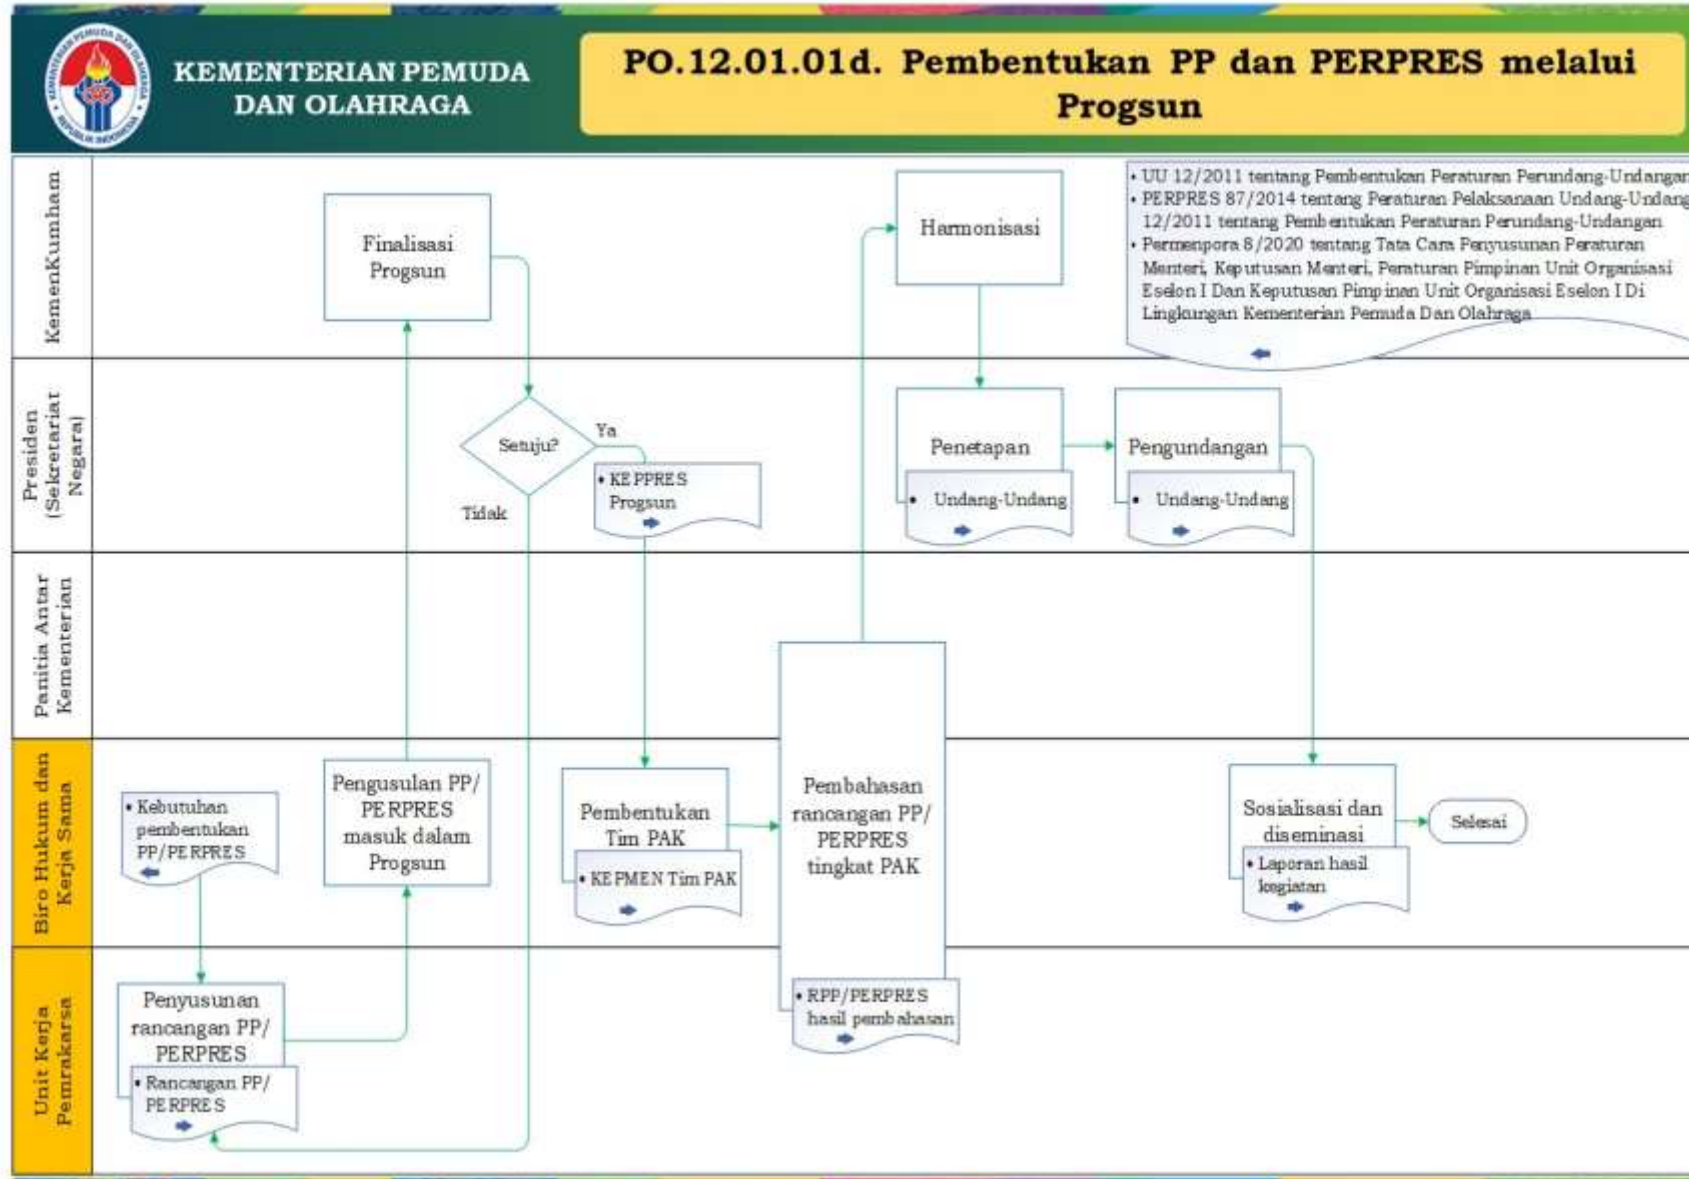 KEMENTERIAN PEMUDA DAN OLAHRAGA
REPUBLIK INDONESIA
KEMENTERIAN PEMUDA
DAN OLAHRAGA
PO.12.01.01d. Pembentukan PP dan PERPRES melalui
Progsun
KemenKumham
Finalisasi
Progsun
Harmonisasi
• UU 12/2011 tentang Pembentukan Peraturan Perundang-Undangan
• PERPRES 87/2014 tentang Peraturan Pelaksanaan Undang-Undang
12/2011 tentang Pembentukan Peraturan Perundang-Undangan
• Permenpora 8/2020 tentang Tata Cara Penyusunan Peraturan
Menteri, Keputusan Menteri, Peraturan Pimpinan Unit Organisasi
Eselon I Dan Keputusan Pimpinan Unit Organisasi Eselon I Di
Lingkungan Kementerian Pemuda Dan Olahraga
Presiden
(Sekretariat
Negara)
Setuju?
Ya
Tidak
• KEPPRES
Progsun
Penetapan
• Undang-Undang
Pengundangan
• Undang-Undang
Panitia Antar
Kementerian
Biro Hukum dan
Kerja Sama
• Kebutuhan
pembentukan
PP/PERPRES
Pengusulan PP/
PERPRES
masuk dalam
Progsun
Pembentukan
Tim PAK
• KEPMEN Tim PAK
Pembahasan
rancangan PP/
PERPRES
tingkat PAK
Sosialisasi dan
diseminasi
• Laporan hasil
kegiatan
Selesai
Unit Kerja
Pemrakarsa
Penyusunan
rancangan PP/
PERPRES
• Rancangan PP/
PERPRES
• RPP/PERPRES
hasil pembahasan